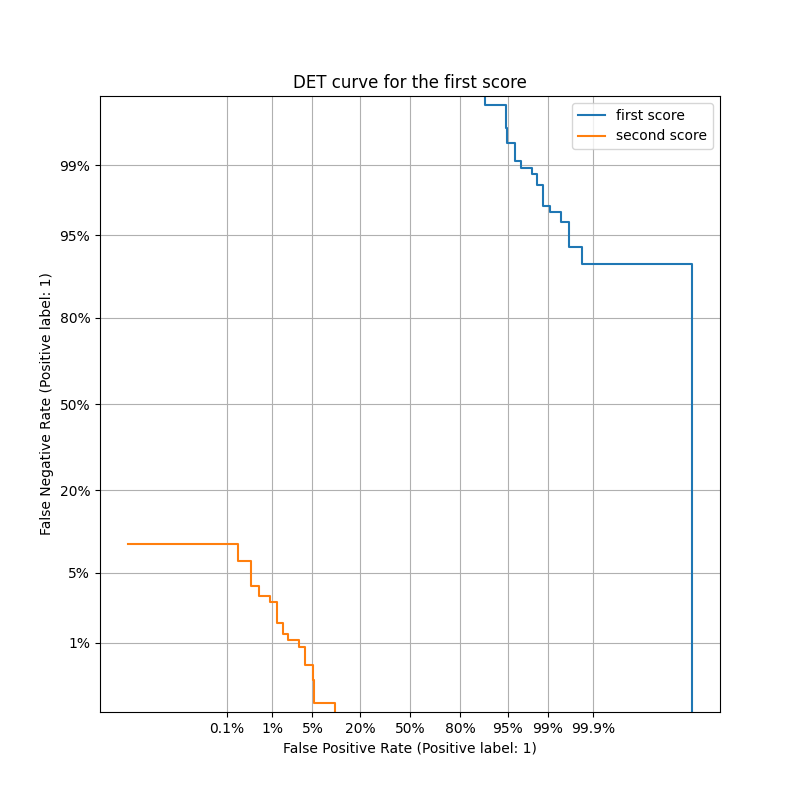 DET curve for the first score
first score
second score
99%
95%
80%
50%
20%
5%
1%
False Negative Rate (Positive label: 1)
0.1% 1% 5% 20% 50% 80% 95% 99% 99.9%
False Positive Rate (Positive label: 1)